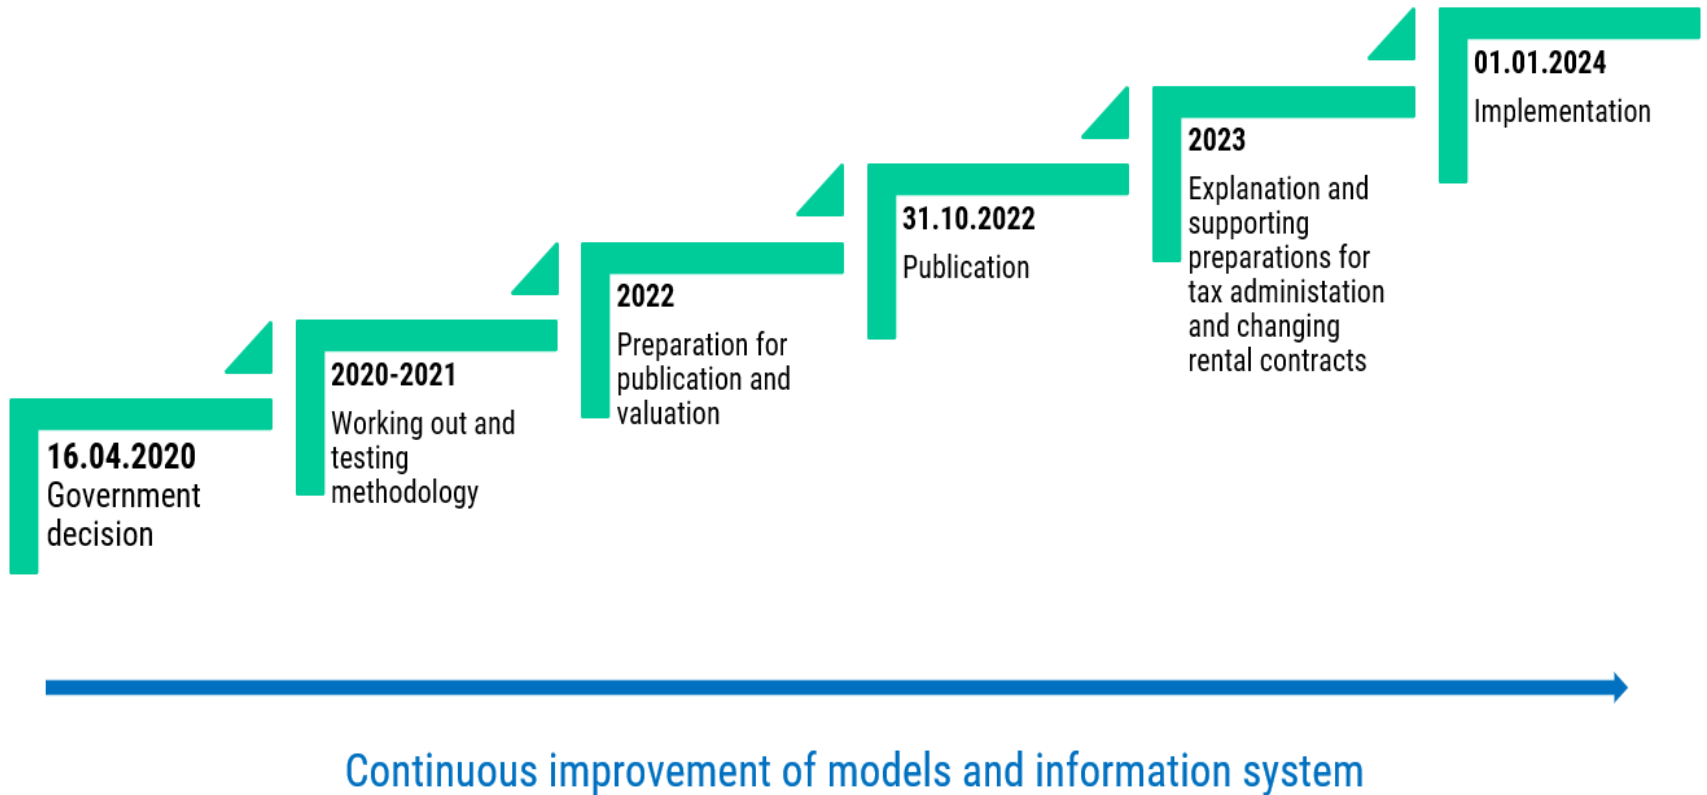 16.04.2020
Government
decision
2020-2021
Working out and
testing
methodology
2022
Preparation for
publication and
valuation
31.10.2022
Publication
2023
Explanation and
supporting
preparations for
tax administation
and changing
rental contracts
01.01.2024
Implementation
Continuous improvement of models and information system